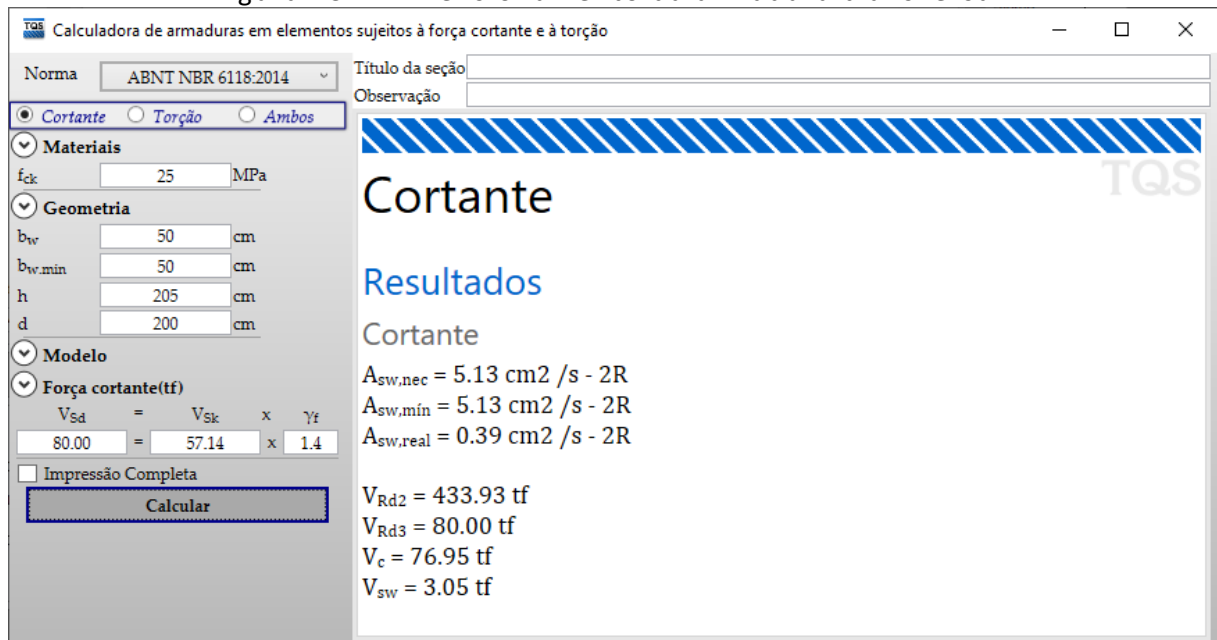 TQS Calculadora de armaduras em elementos sujeitos à força cortante e à torção
Norma ABNT NBR 6118:2014
Cortante Torção Ambos
Materiais
fck 25 MPa
Geometria
bw 50 cm
bw.min 50 cm
h 205 cm
d 200 cm
Modelo
Força cortante(tf)
VSd = VSk x γf
80.00 = 57.14 x 1.4
Impressão Completa
Calcular
Título da seção
Observação
TQS
Cortante
Resultados
Cortante
Asw,nec = 5.13 cm2 /s - 2R
Asw,mín = 5.13 cm2 /s - 2R
Asw,real = 0.39 cm2 /s - 2R
VRd2 = 433.93 tf
VRd3 = 80.00 tf
Vc = 76.95 tf
Vsw = 3.05 tf